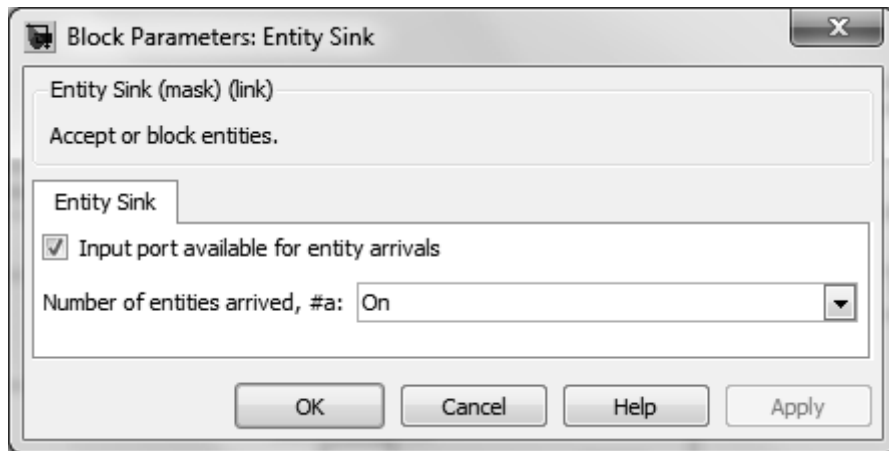 Block Parameters: Entity Sink
Entity Sink (mask) (link)
Accept or block entities.
Entity Sink
Input port available for entity arrivals
Number of entities arrived, #a: On
OK Cancel Help Apply